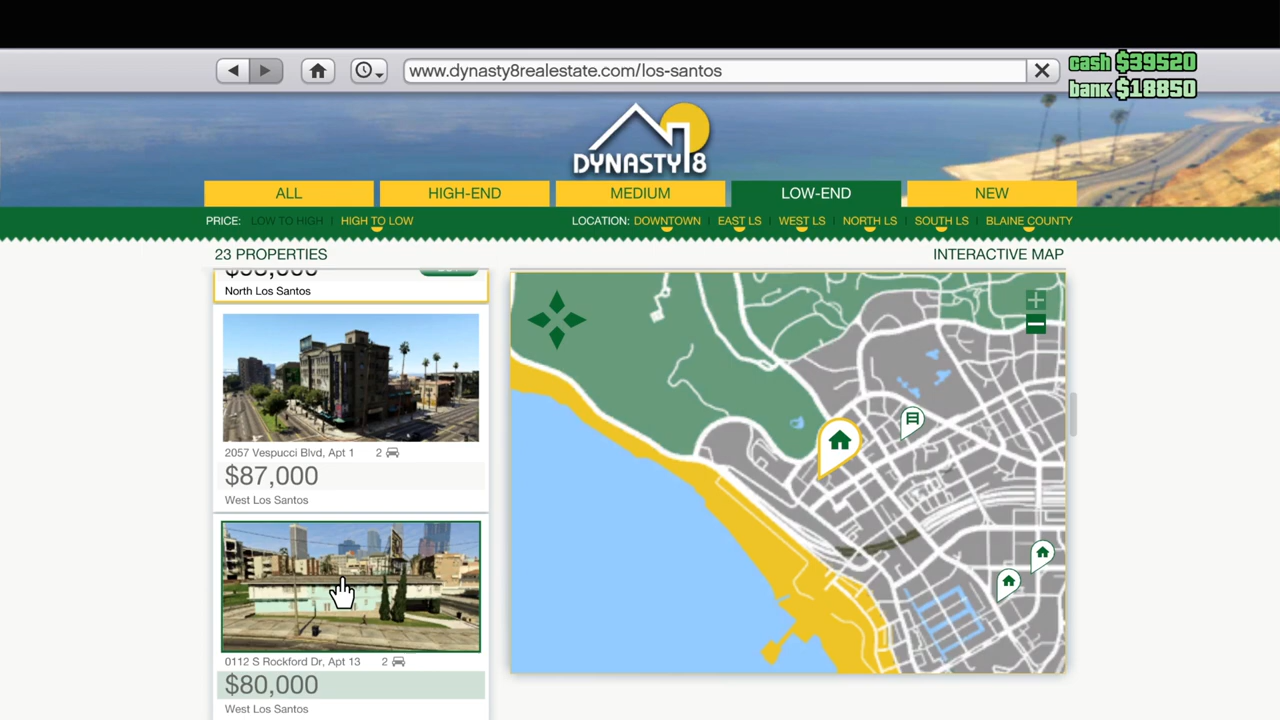 www.dynasty8realestate.com/los-santos
cash $39520
bank $18850
DYNASTY 8
ALL
HIGH-END
MEDIUM
LOW-END
NEW
PRICE: LOW TO HIGH | HIGH TO LOW
LOCATION: DOWNTOWN | EAST LS | WEST LS | NORTH LS | SOUTH LS | BLAINE COUNTY
23 PROPERTIES
INTERACTIVE MAP
North Los Santos
2057 Vespucci Blvd, Apt 1 2
$87,000
West Los Santos
0112 S Rockford Dr, Apt 13 2
$80,000
West Los Santos